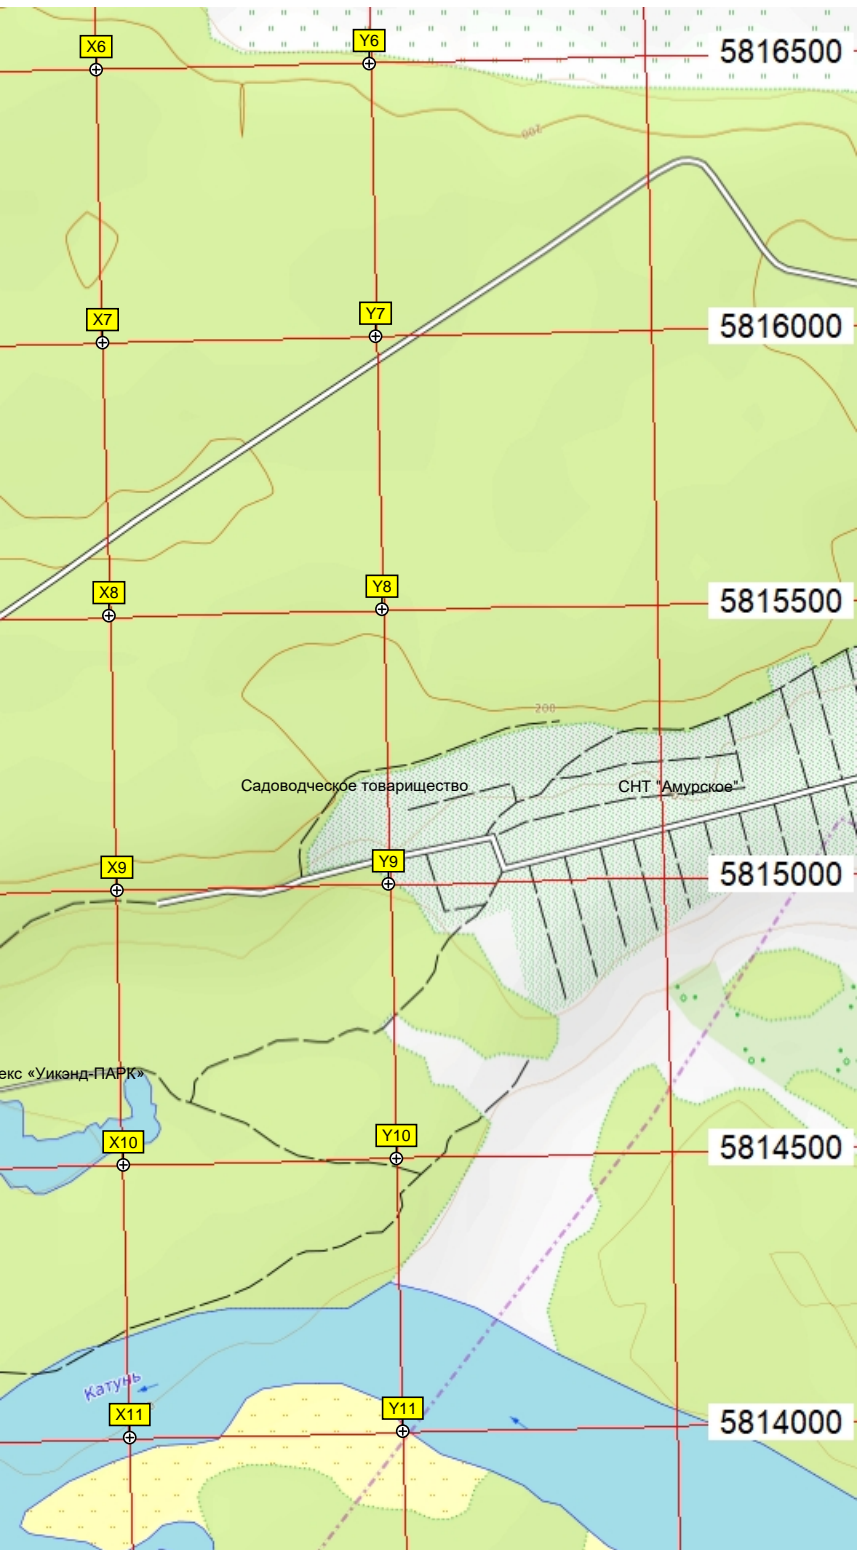 X6
Y6
5816500
200
X7
Y7
5816000
X8
Y8
5815500
200
Садоводческое товарищество
СНТ "Амурское"
X9
Y9
5815000
екс «Уикэнд-ПАРК»
X10
Y10
5814500
Катунь
X11
Y11
5814000